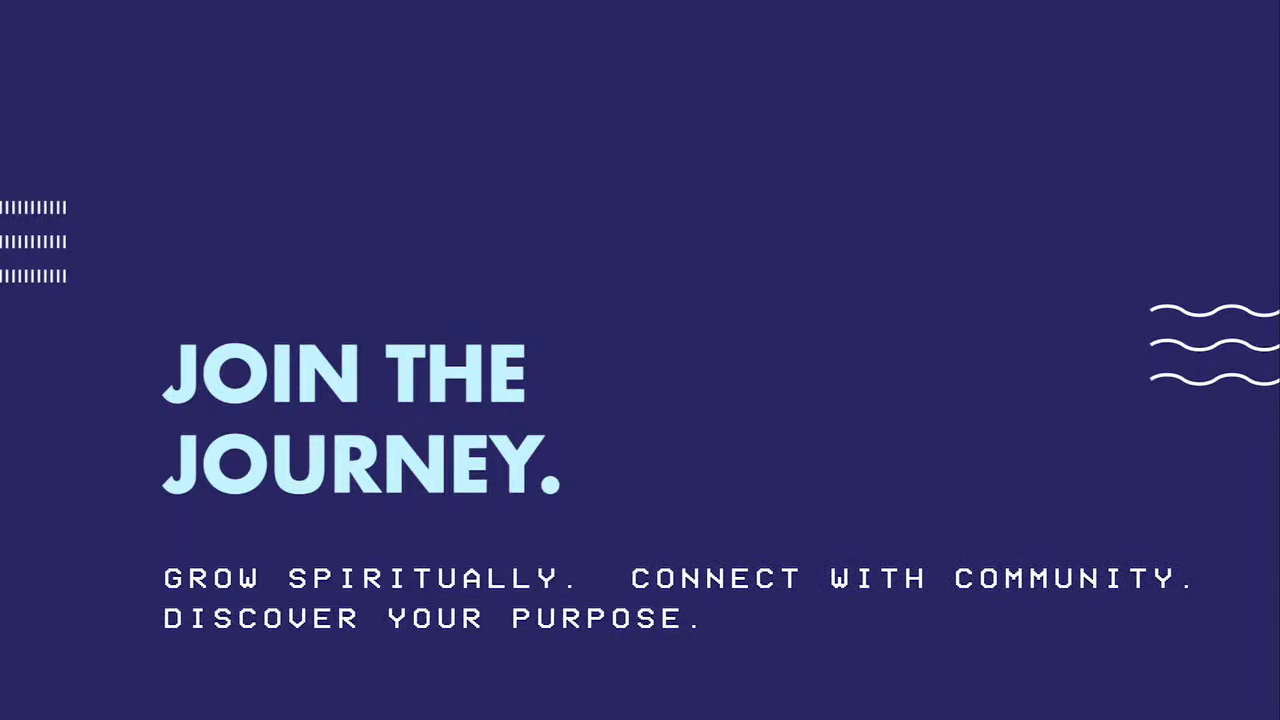 JOIN THE
JOURNEY.
GROW SPIRITUALLY.  CONNECT WITH COMMUNITY.
DISCOVER YOUR PURPOSE.